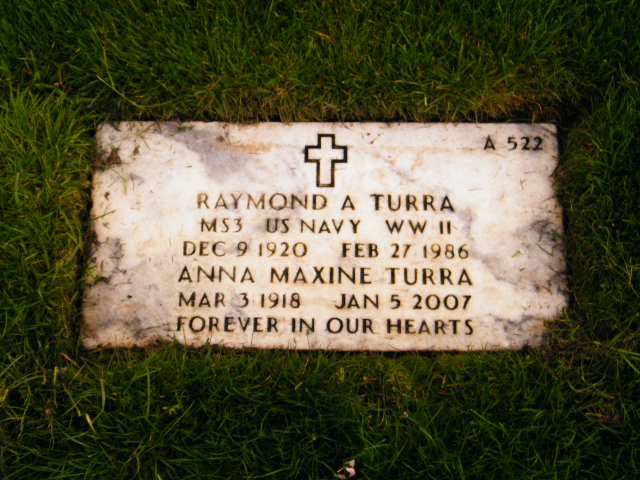 A 522
RAYMOND A TURRA
MS3 US NAVY WW II
DEC 9 1920 FEB 27 1986
ANNA MAXINE TURRA
MAR 3 1918 JAN 5 2007
FOREVER IN OUR HEARTS